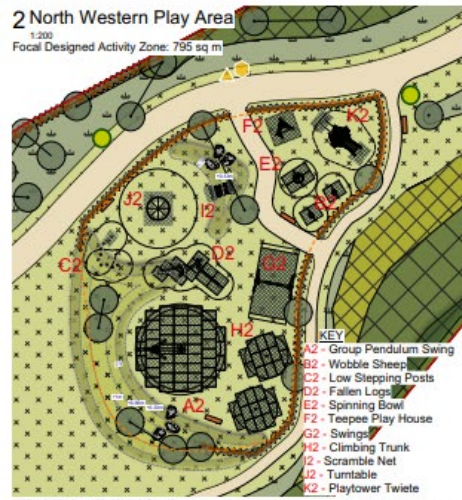 2 North Western Play Area
1:200
Focal Designed Activity Zone: 795 sq m
F2
K2
E2
B2
J2
I2
C2
D2
G2
H2
A2
KEY
A2 - Group Pendulum Swing
B2 - Wobble Sheep
C2 - Low Stepping Posts
D2 - Fallen Logs
E2 - Spinning Bowl
F2 - Teepee Play House
G2 - Swings
H2 - Climbing Trunk
I2 - Scramble Net
J2 - Turntable
K2 - Playtower Twiete